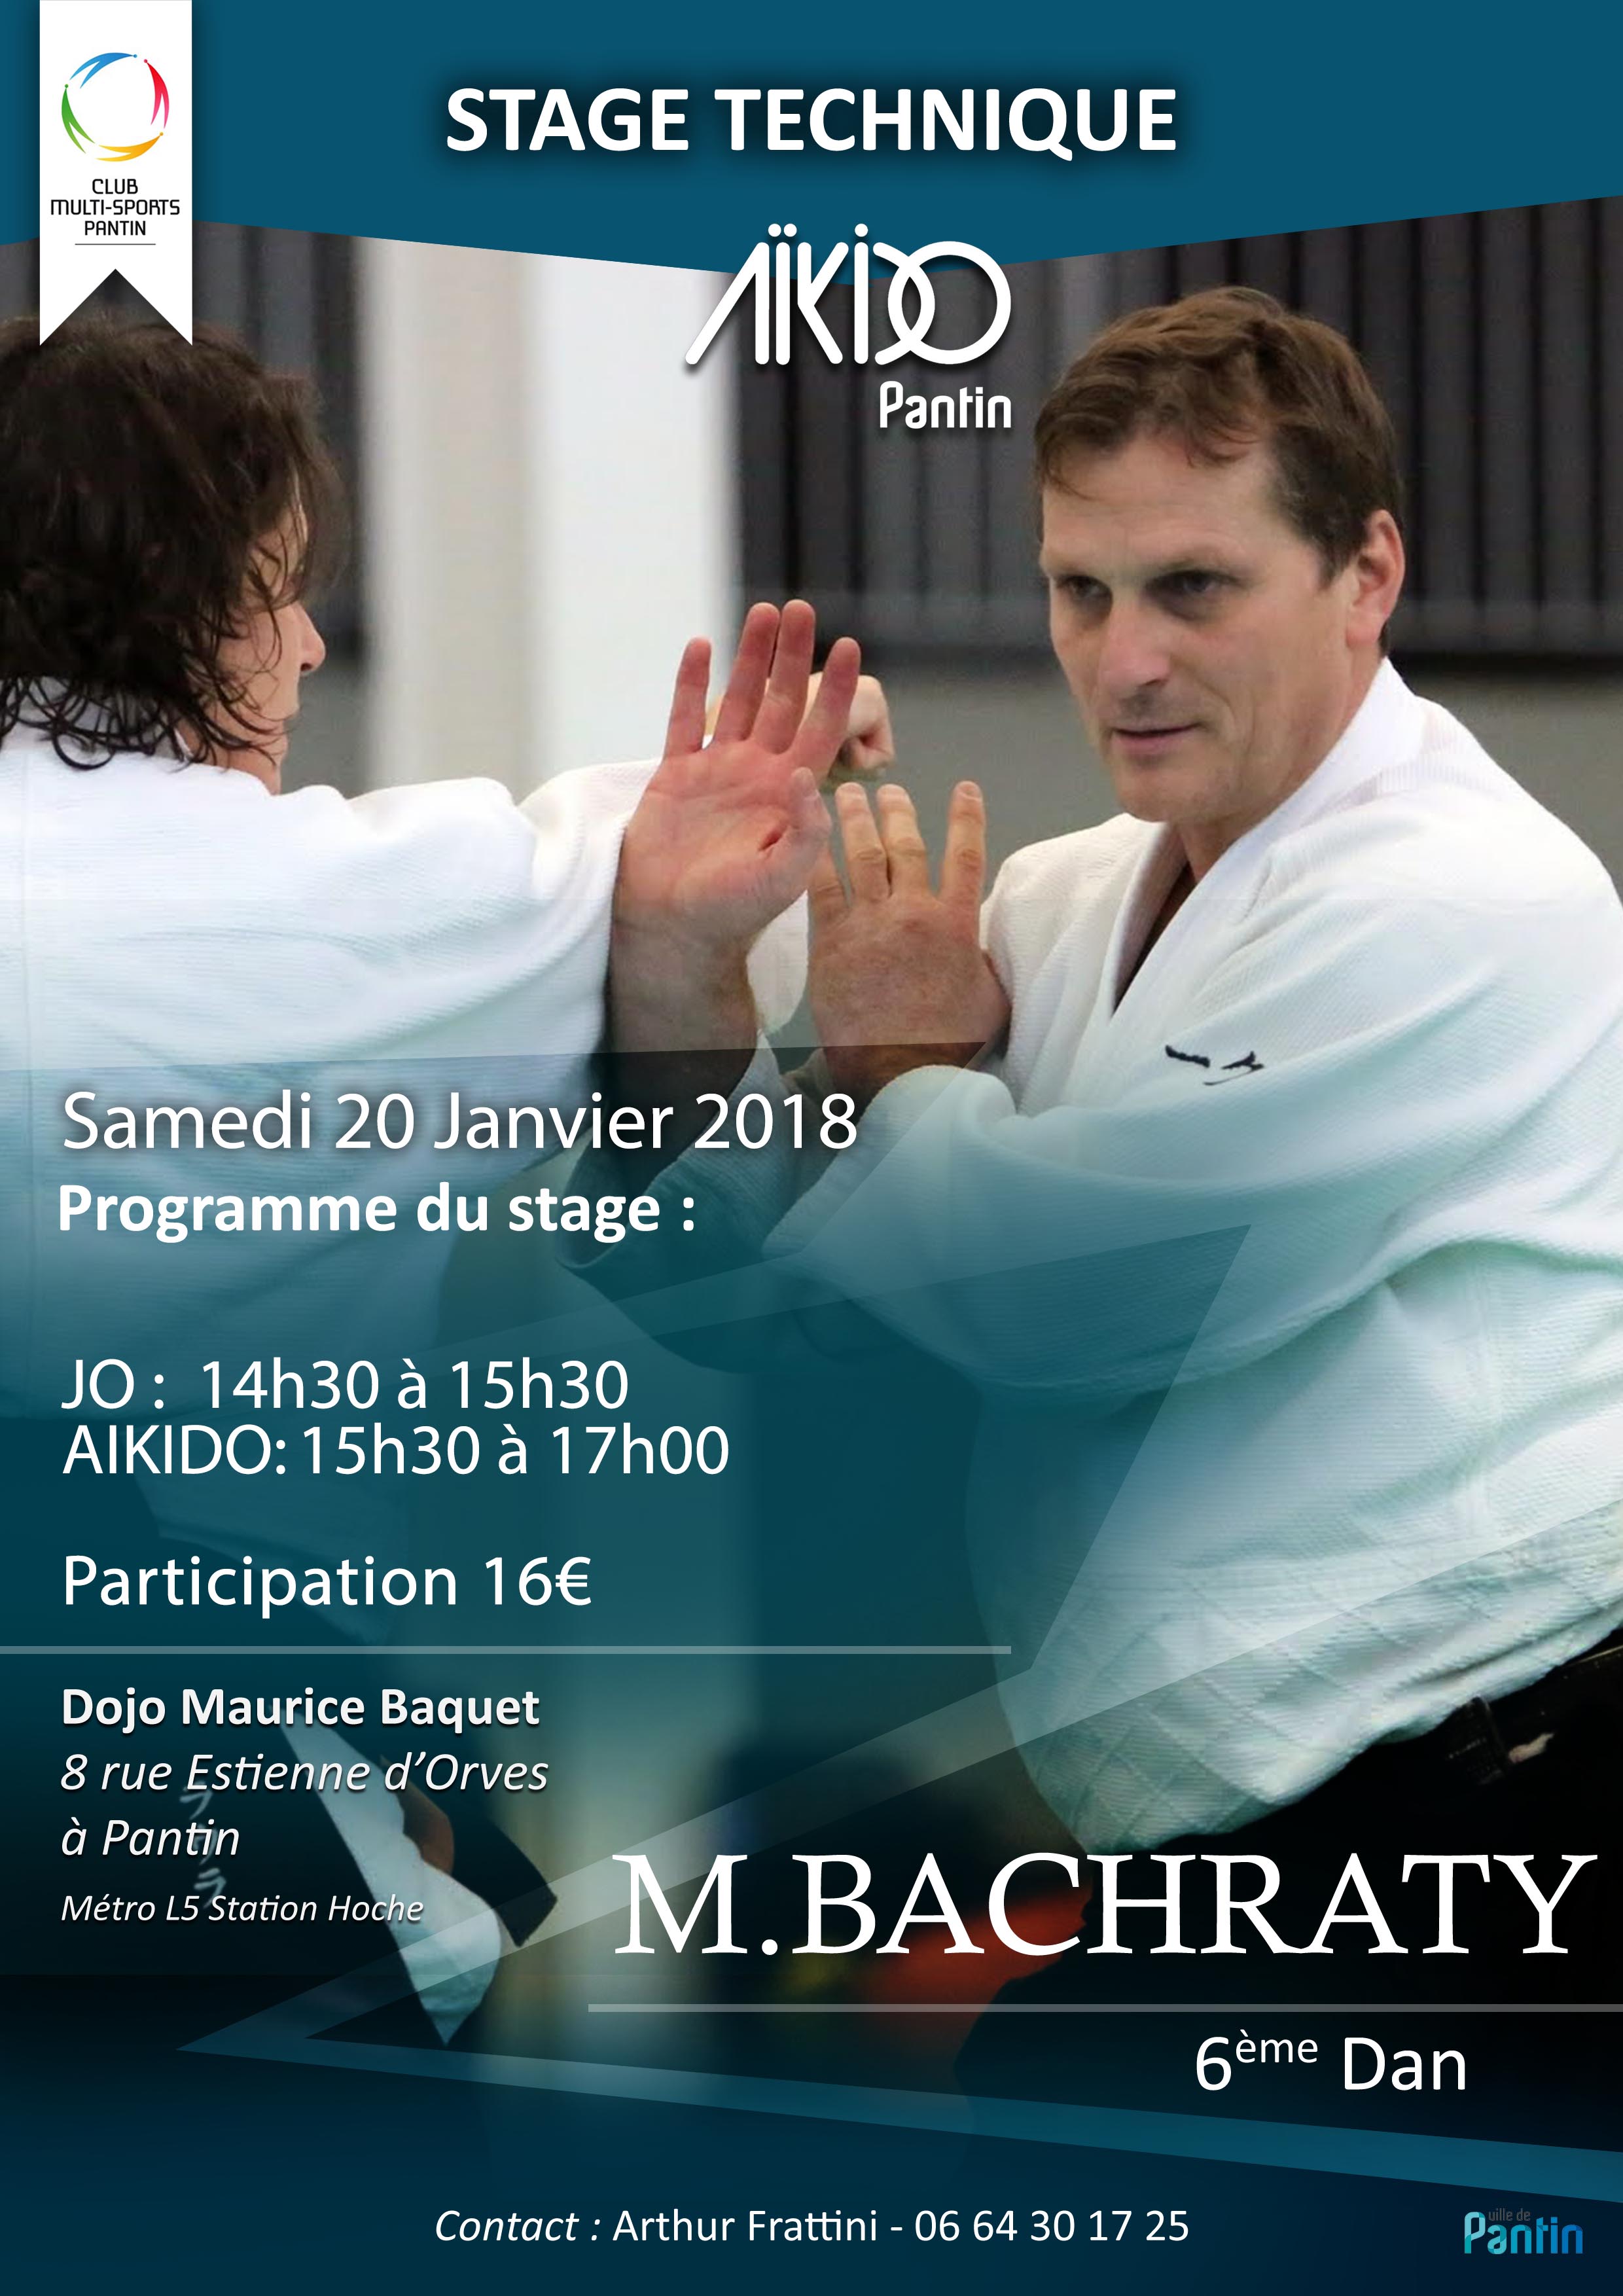 CLUB
MULTI-SPORTS
PANTIN
STAGE TECHNIQUE
AÏKIDO
Pantin
Samedi 20 Janvier 2018
Programme du stage :
JO : 14h30 à 15h30
AIKIDO: 15h30 à 17h00
Participation 16€
Dojo Maurice Baquet
8 rue Estienne d’Orves
à Pantin
Métro L5 Station Hoche
M.BACHRATY
6ème Dan
Contact : Arthur Frattini - 06 64 30 17 25
ville de
Pantin